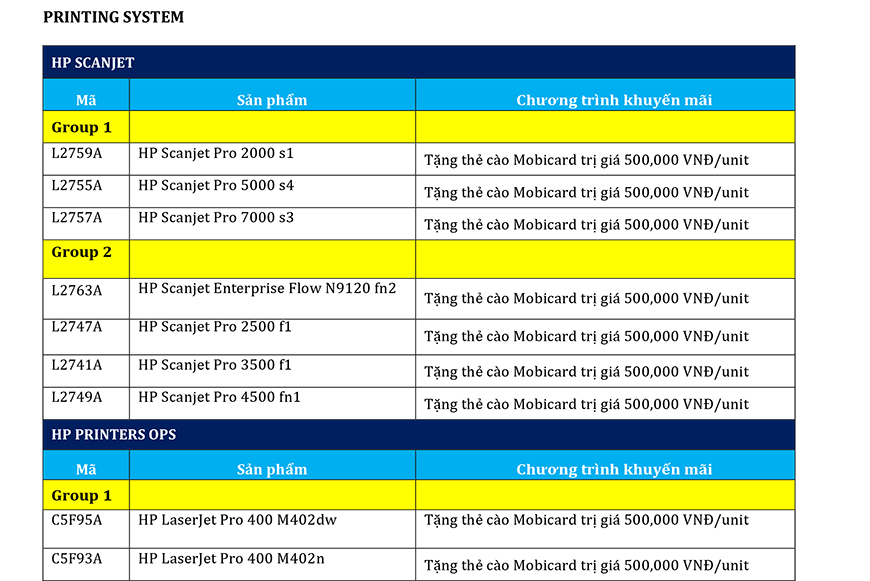 PRINTING SYSTEM
HP SCANJET
Mã Sản phẩm Chương trình khuyến mãi
Group 1
L2759A HP Scanjet Pro 2000 s1 Tặng thẻ cào Mobicard trị giá 500,000 VNĐ/unit
L2755A HP Scanjet Pro 5000 s4 Tặng thẻ cào Mobicard trị giá 500,000 VNĐ/unit
L2757A HP Scanjet Pro 7000 s3 Tặng thẻ cào Mobicard trị giá 500,000 VNĐ/unit
Group 2
L2763A HP Scanjet Enterprise Flow N9120 fn2 Tặng thẻ cào Mobicard trị giá 500,000 VNĐ/unit
L2747A HP Scanjet Pro 2500 f1 Tặng thẻ cào Mobicard trị giá 500,000 VNĐ/unit
L2741A HP Scanjet Pro 3500 f1 Tặng thẻ cào Mobicard trị giá 500,000 VNĐ/unit
L2749A HP Scanjet Pro 4500 fn1 Tặng thẻ cào Mobicard trị giá 500,000 VNĐ/unit
HP PRINTERS OPS
Mã Sản phẩm Chương trình khuyến mãi
Group 1
C5F95A HP LaserJet Pro 400 M402dw Tặng thẻ cào Mobicard trị giá 500,000 VNĐ/unit
C5F93A HP LaserJet Pro 400 M402n Tặng thẻ cào Mobicard trị giá 500,000 VNĐ/unit